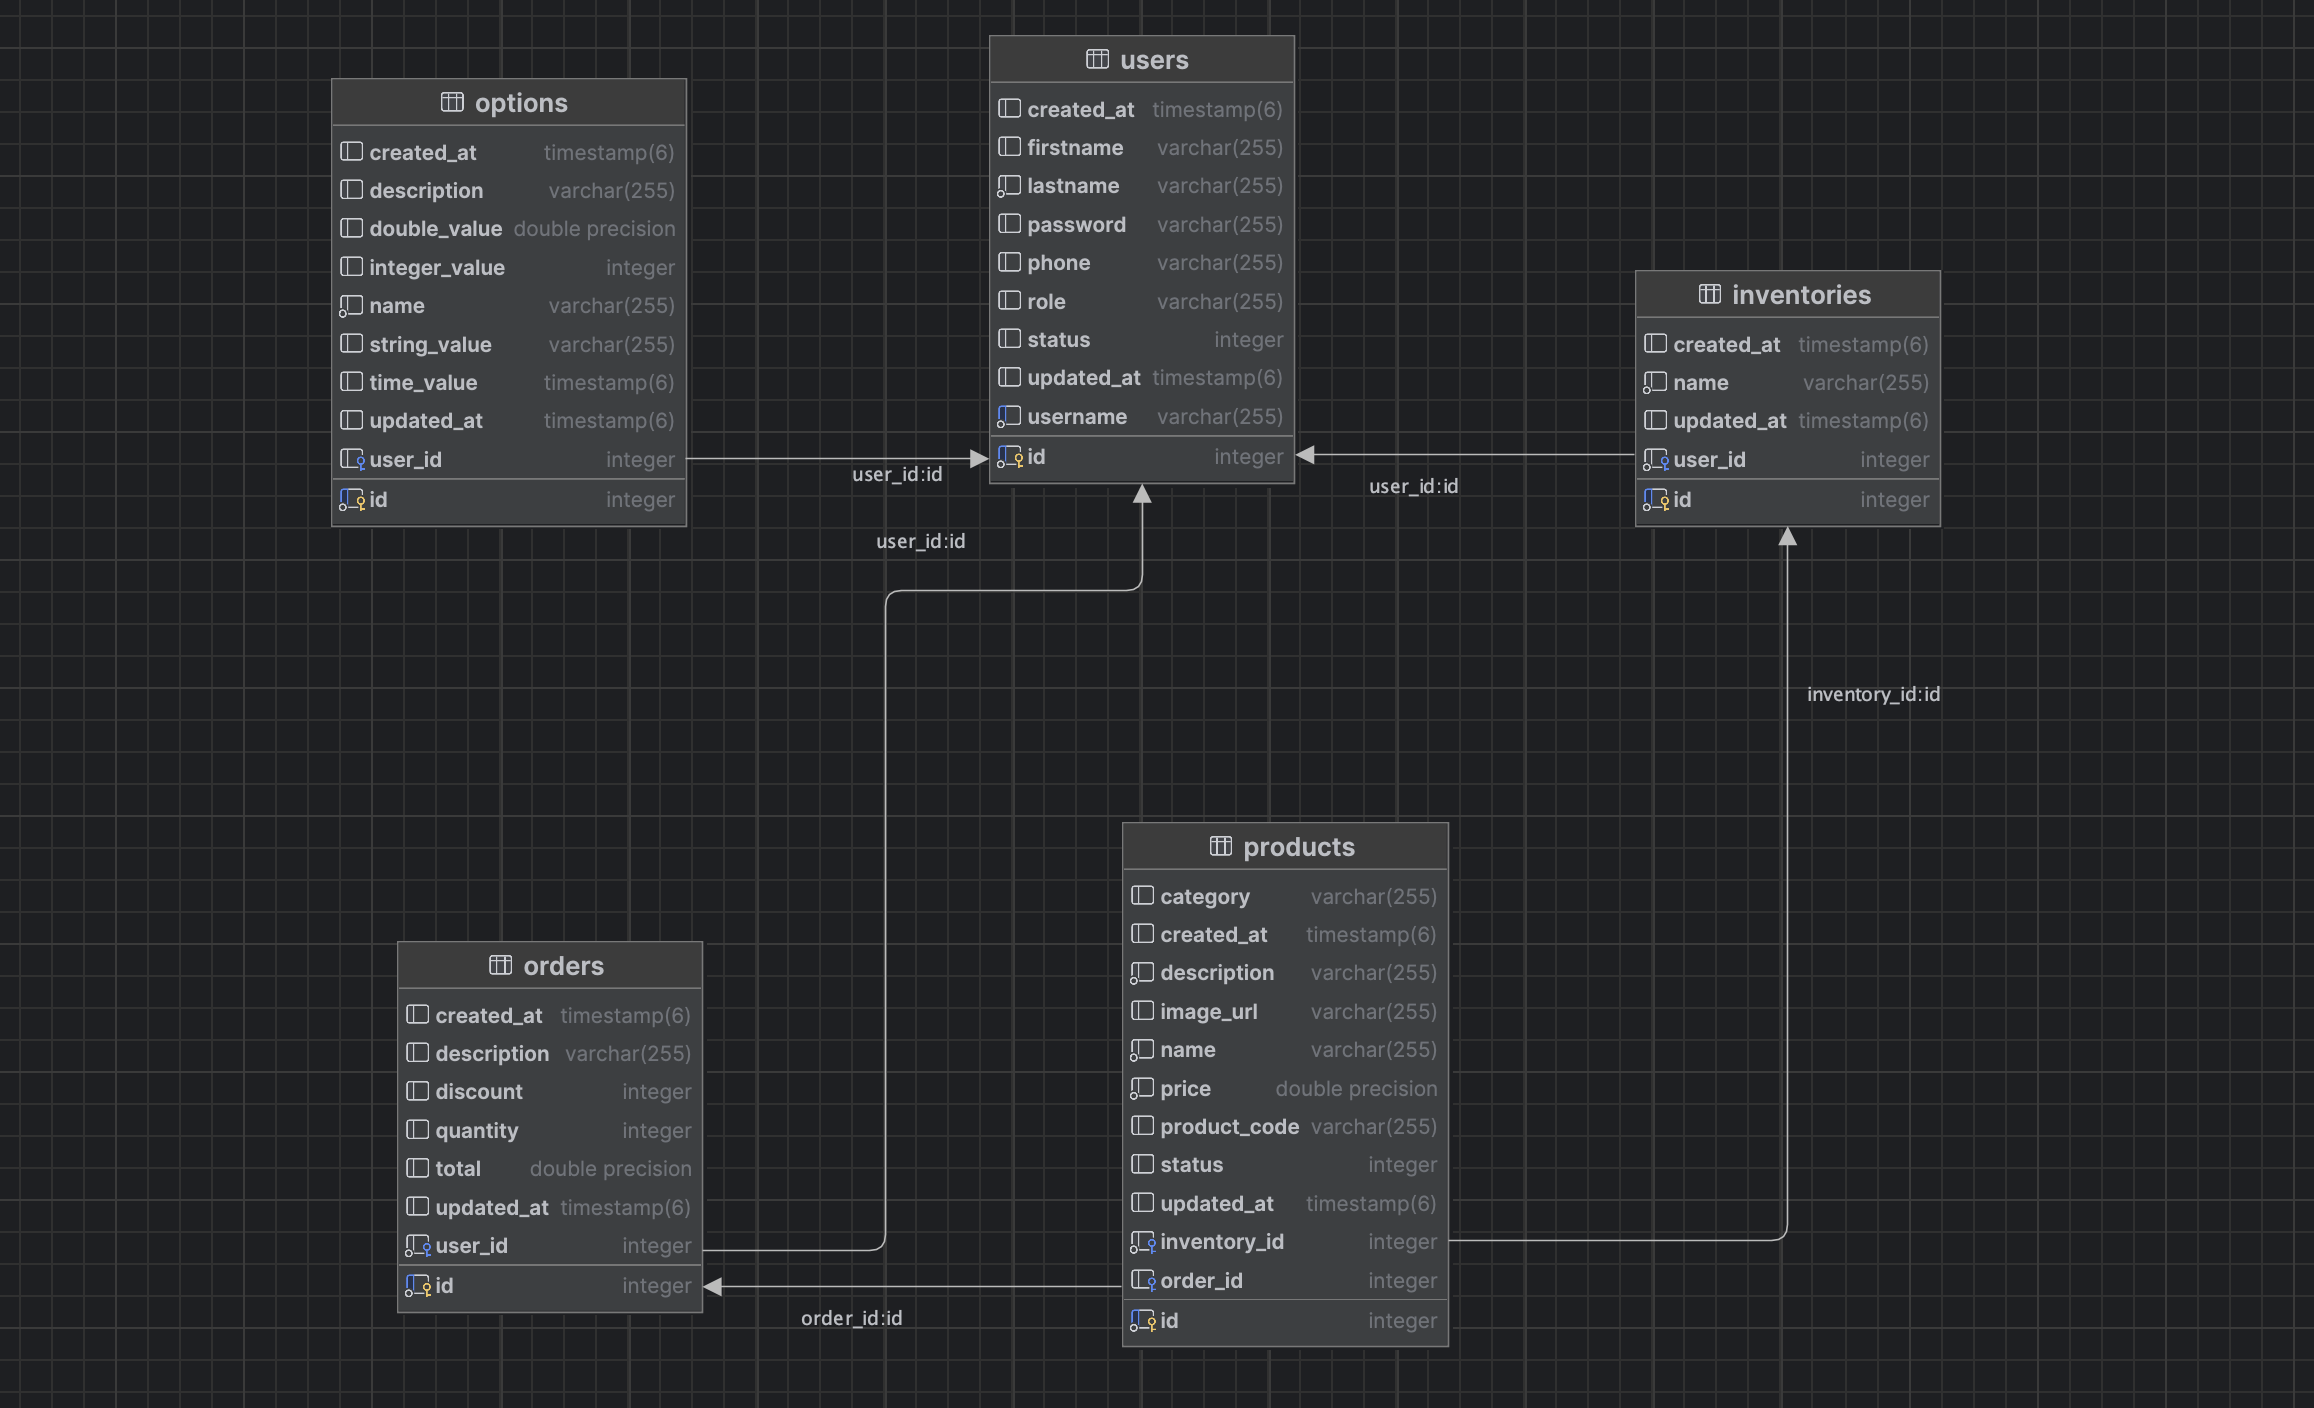 options
created_at timestamp(6)
description varchar(255)
double_value double precision
integer_value integer
name varchar(255)
string_value varchar(255)
time_value timestamp(6)
updated_at timestamp(6)
user_id integer
id integer
users
created_at timestamp(6)
firstname varchar(255)
lastname varchar(255)
password varchar(255)
phone varchar(255)
role varchar(255)
status integer
updated_at timestamp(6)
username varchar(255)
id integer
inventories
created_at timestamp(6)
name varchar(255)
updated_at timestamp(6)
user_id integer
id integer
user_id:id
user_id:id
user_id:id
inventory_id:id
orders
created_at timestamp(6)
description varchar(255)
discount integer
quantity integer
total double precision
updated_at timestamp(6)
user_id integer
id integer
products
category varchar(255)
created_at timestamp(6)
description varchar(255)
image_url varchar(255)
name varchar(255)
price double precision
product_code varchar(255)
status integer
updated_at timestamp(6)
inventory_id integer
order_id integer
id integer
order_id:id